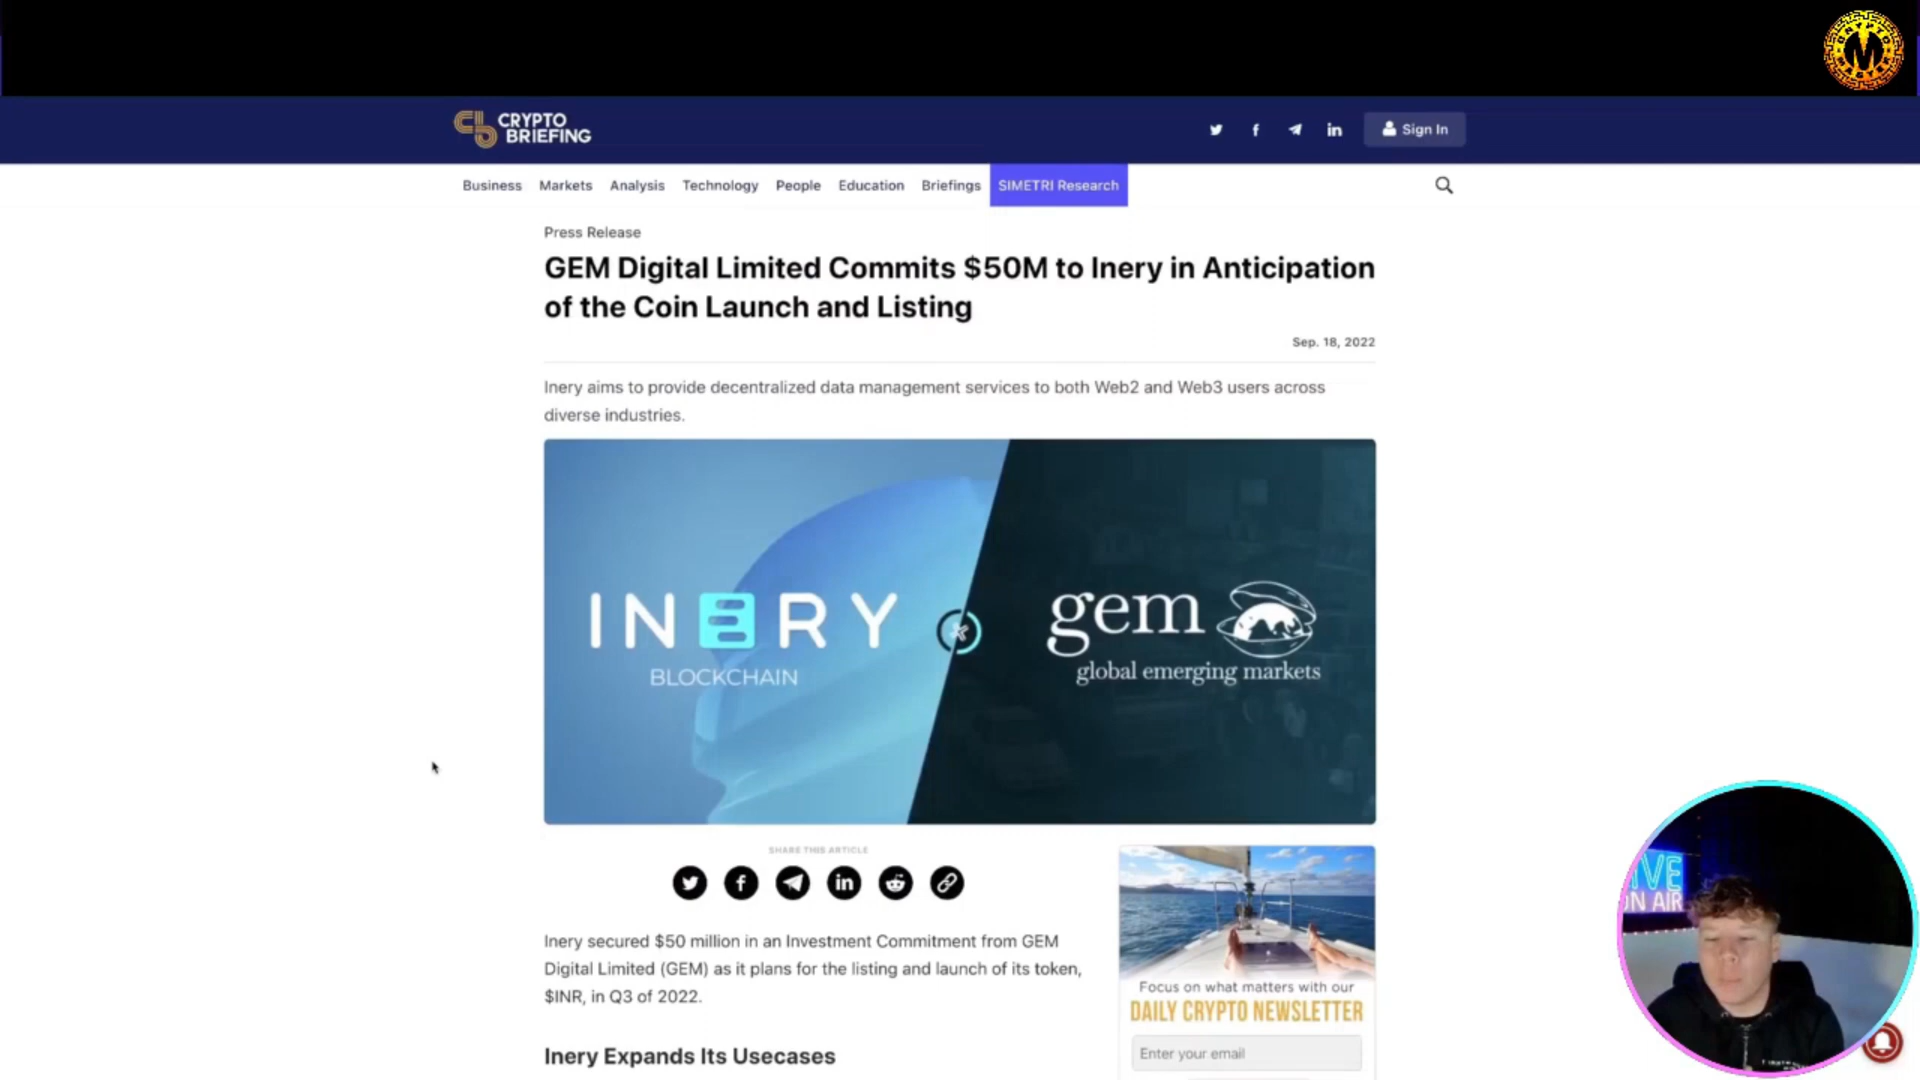 CRYPTO
BRIEFING
Sign In
Business Markets Analysis Technology People Education Briefings SIMETRI Research
Press Release
GEM Digital Limited Commits $50M to Inery in Anticipation
of the Coin Launch and Listing
Sep. 18, 2022
Inery aims to provide decentralized data management services to both Web2 and Web3 users across
diverse industries.
INERY
BLOCKCHAIN
gem
global emerging markets
SHARE THIS ARTICLE
Inery secured $50 million in an Investment Commitment from GEM
Digital Limited (GEM) as it plans for the listing and launch of its token,
$INR, in Q3 of 2022.
Inery Expands Its Usecases
Focus on what matters with our
DAILY CRYPTO NEWSLETTER
Enter your email
ON AIR